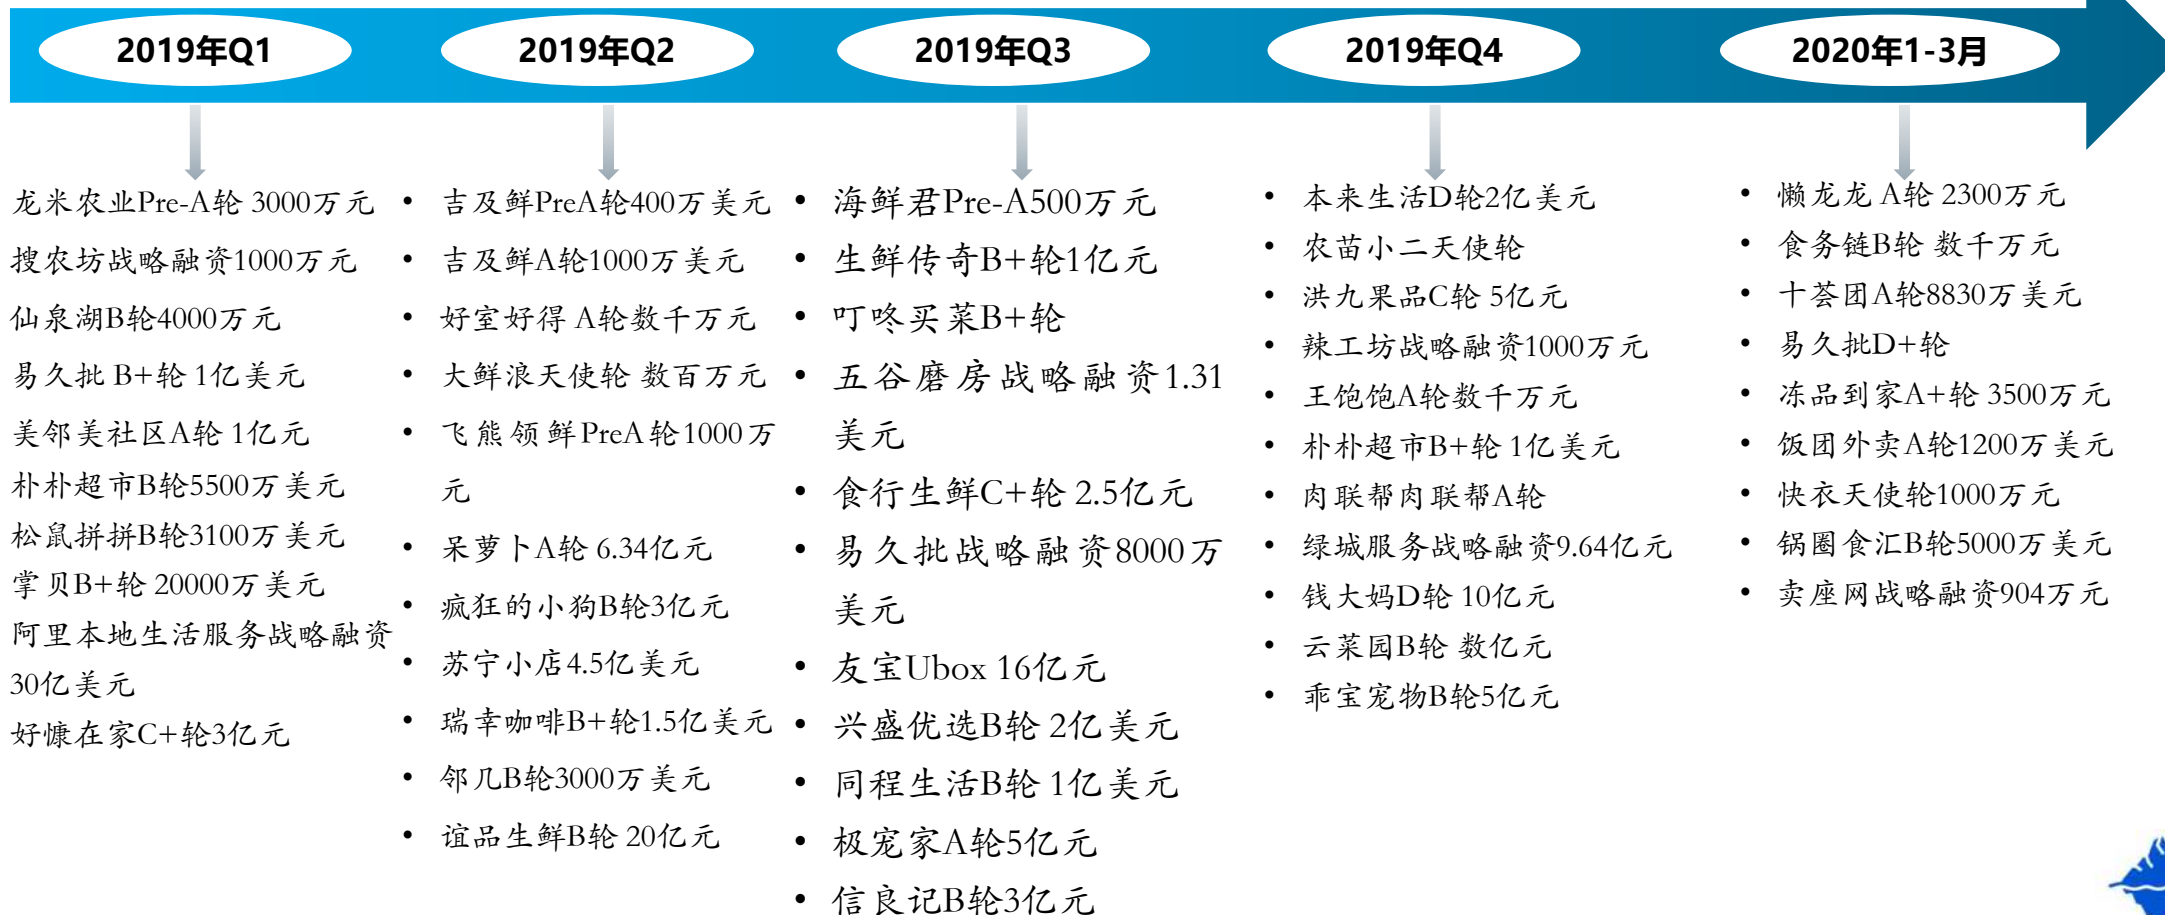 2019年Q1
2019年Q2
2019年Q3
2019年Q4
2020年1-3月
龙米农业Pre-A轮 3000万元
搜农坊战略融资1000万元
仙泉湖B轮4000万元
易久批 B+轮 1亿美元
美邻美社区A轮 1亿元
朴朴超市B轮5500万美元
松鼠拼拼B轮3100万美元
掌贝B+轮 20000万美元
阿里本地生活服务战略融资
30亿美元
好慷在家C+轮3亿元
• 吉及鲜PreA轮400万美元
• 吉及鲜A轮1000万美元
• 好室好得 A轮数千万元
• 大鲜浪天使轮 数百万元
• 飞熊领鲜PreA轮1000万
元
• 呆萝卜A轮 6.34亿元
• 疯狂的小狗B轮3亿元
• 苏宁小店4.5亿美元
• 瑞幸咖啡B+轮1.5亿美元
• 邻几B轮3000万美元
• 谊品生鲜B轮 20亿元
• 海鲜君Pre-A500万元
• 生鲜传奇B+轮1亿元
• 叮咚买菜B+轮
• 五谷磨房战略融资1.31
美元
• 食行生鲜C+轮 2.5亿元
• 易久批战略融资8000万
美元
• 友宝Ubox 16亿元
• 兴盛优选B轮 2亿美元
• 同程生活B轮 1亿美元
• 极宠家A轮5亿元
• 信良记B轮3亿元
• 本来生活D轮2亿美元
• 农苗小二天使轮
• 洪九果品C轮 5亿元
• 辣工坊战略融资1000万元
• 王饱饱A轮数千万元
• 朴朴超市B+轮 1亿美元
• 肉联帮肉联帮A轮
• 绿城服务战略融资9.64亿元
• 钱大妈D轮 10亿元
• 云菜园B轮 数亿元
• 乖宝宠物B轮5亿元
• 懒龙龙 A轮 2300万元
• 食务链B轮 数千万元
• 十荟团A轮8830万美元
• 易久批D+轮
• 冻品到家A+轮 3500万元
• 饭团外卖A轮1200万美元
• 快衣天使轮1000万元
• 锅圈食汇B轮5000万美元
• 卖座网战略融资904万元